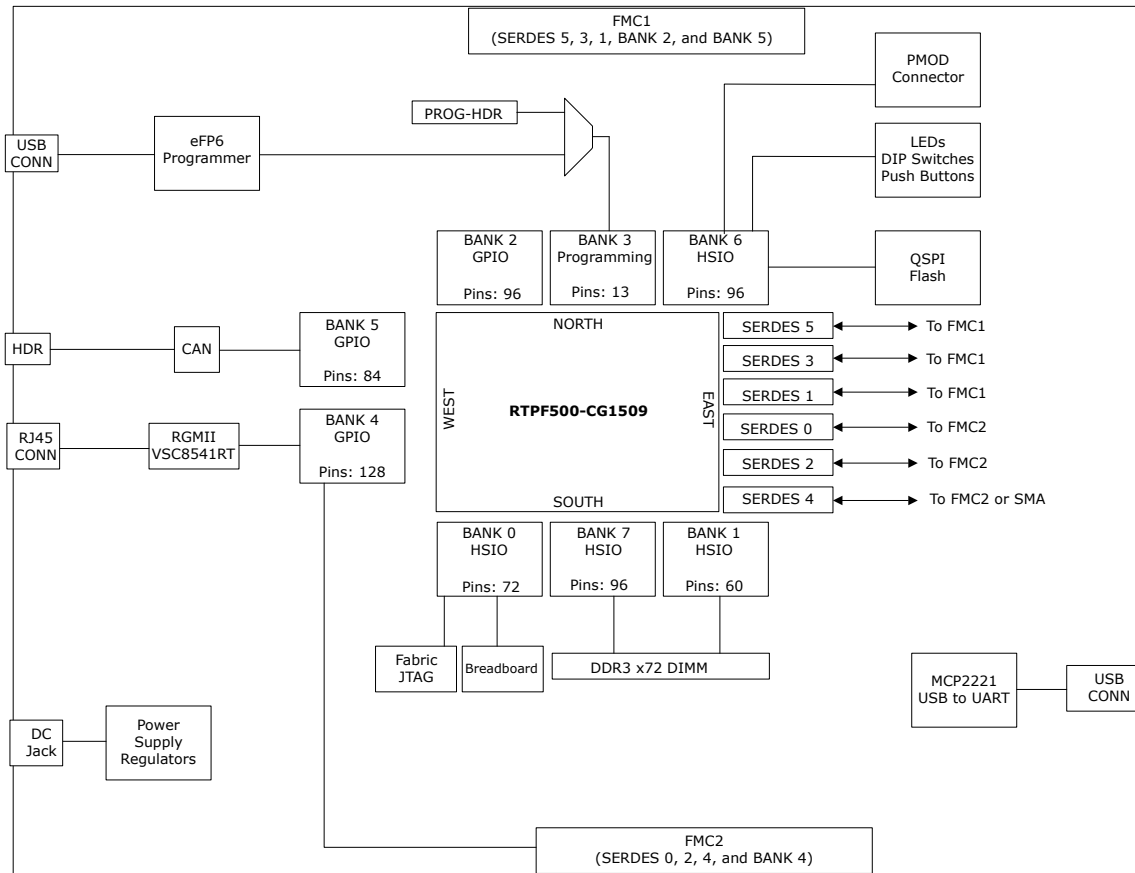 FMC1
(SERDES 5, 3, 1, BANK 2, and BANK 5)
PMOD
Connector
PROG-HDR
USB
CONN
eFP6
Programmer
LEDs
DIP Switches
Push Buttons
BANK 2
GPIO
Pins: 96
BANK 3
Programming
Pins: 13
BANK 6
HSIO
Pins: 96
QSPI
Flash
HDR
CAN
BANK 5
GPIO
Pins: 84
NORTH
WEST
RTPF500-CG1509
EAST
SOUTH
SERDES 5
To FMC1
SERDES 3
To FMC1
SERDES 1
To FMC1
SERDES 0
To FMC2
SERDES 2
To FMC2
SERDES 4
To FMC2 or SMA
RJ45
CONN
RGMII
VSC8541RT
BANK 4
GPIO
Pins: 128
BANK 0
HSIO
Pins: 72
BANK 7
HSIO
Pins: 96
BANK 1
HSIO
Pins: 60
Fabric
JTAG
Breadboard
DDR3 x72 DIMM
MCP2221
USB to UART
USB
CONN
DC
Jack
Power
Supply
Regulators
FMC2
(SERDES 0, 2, 4, and BANK 4)